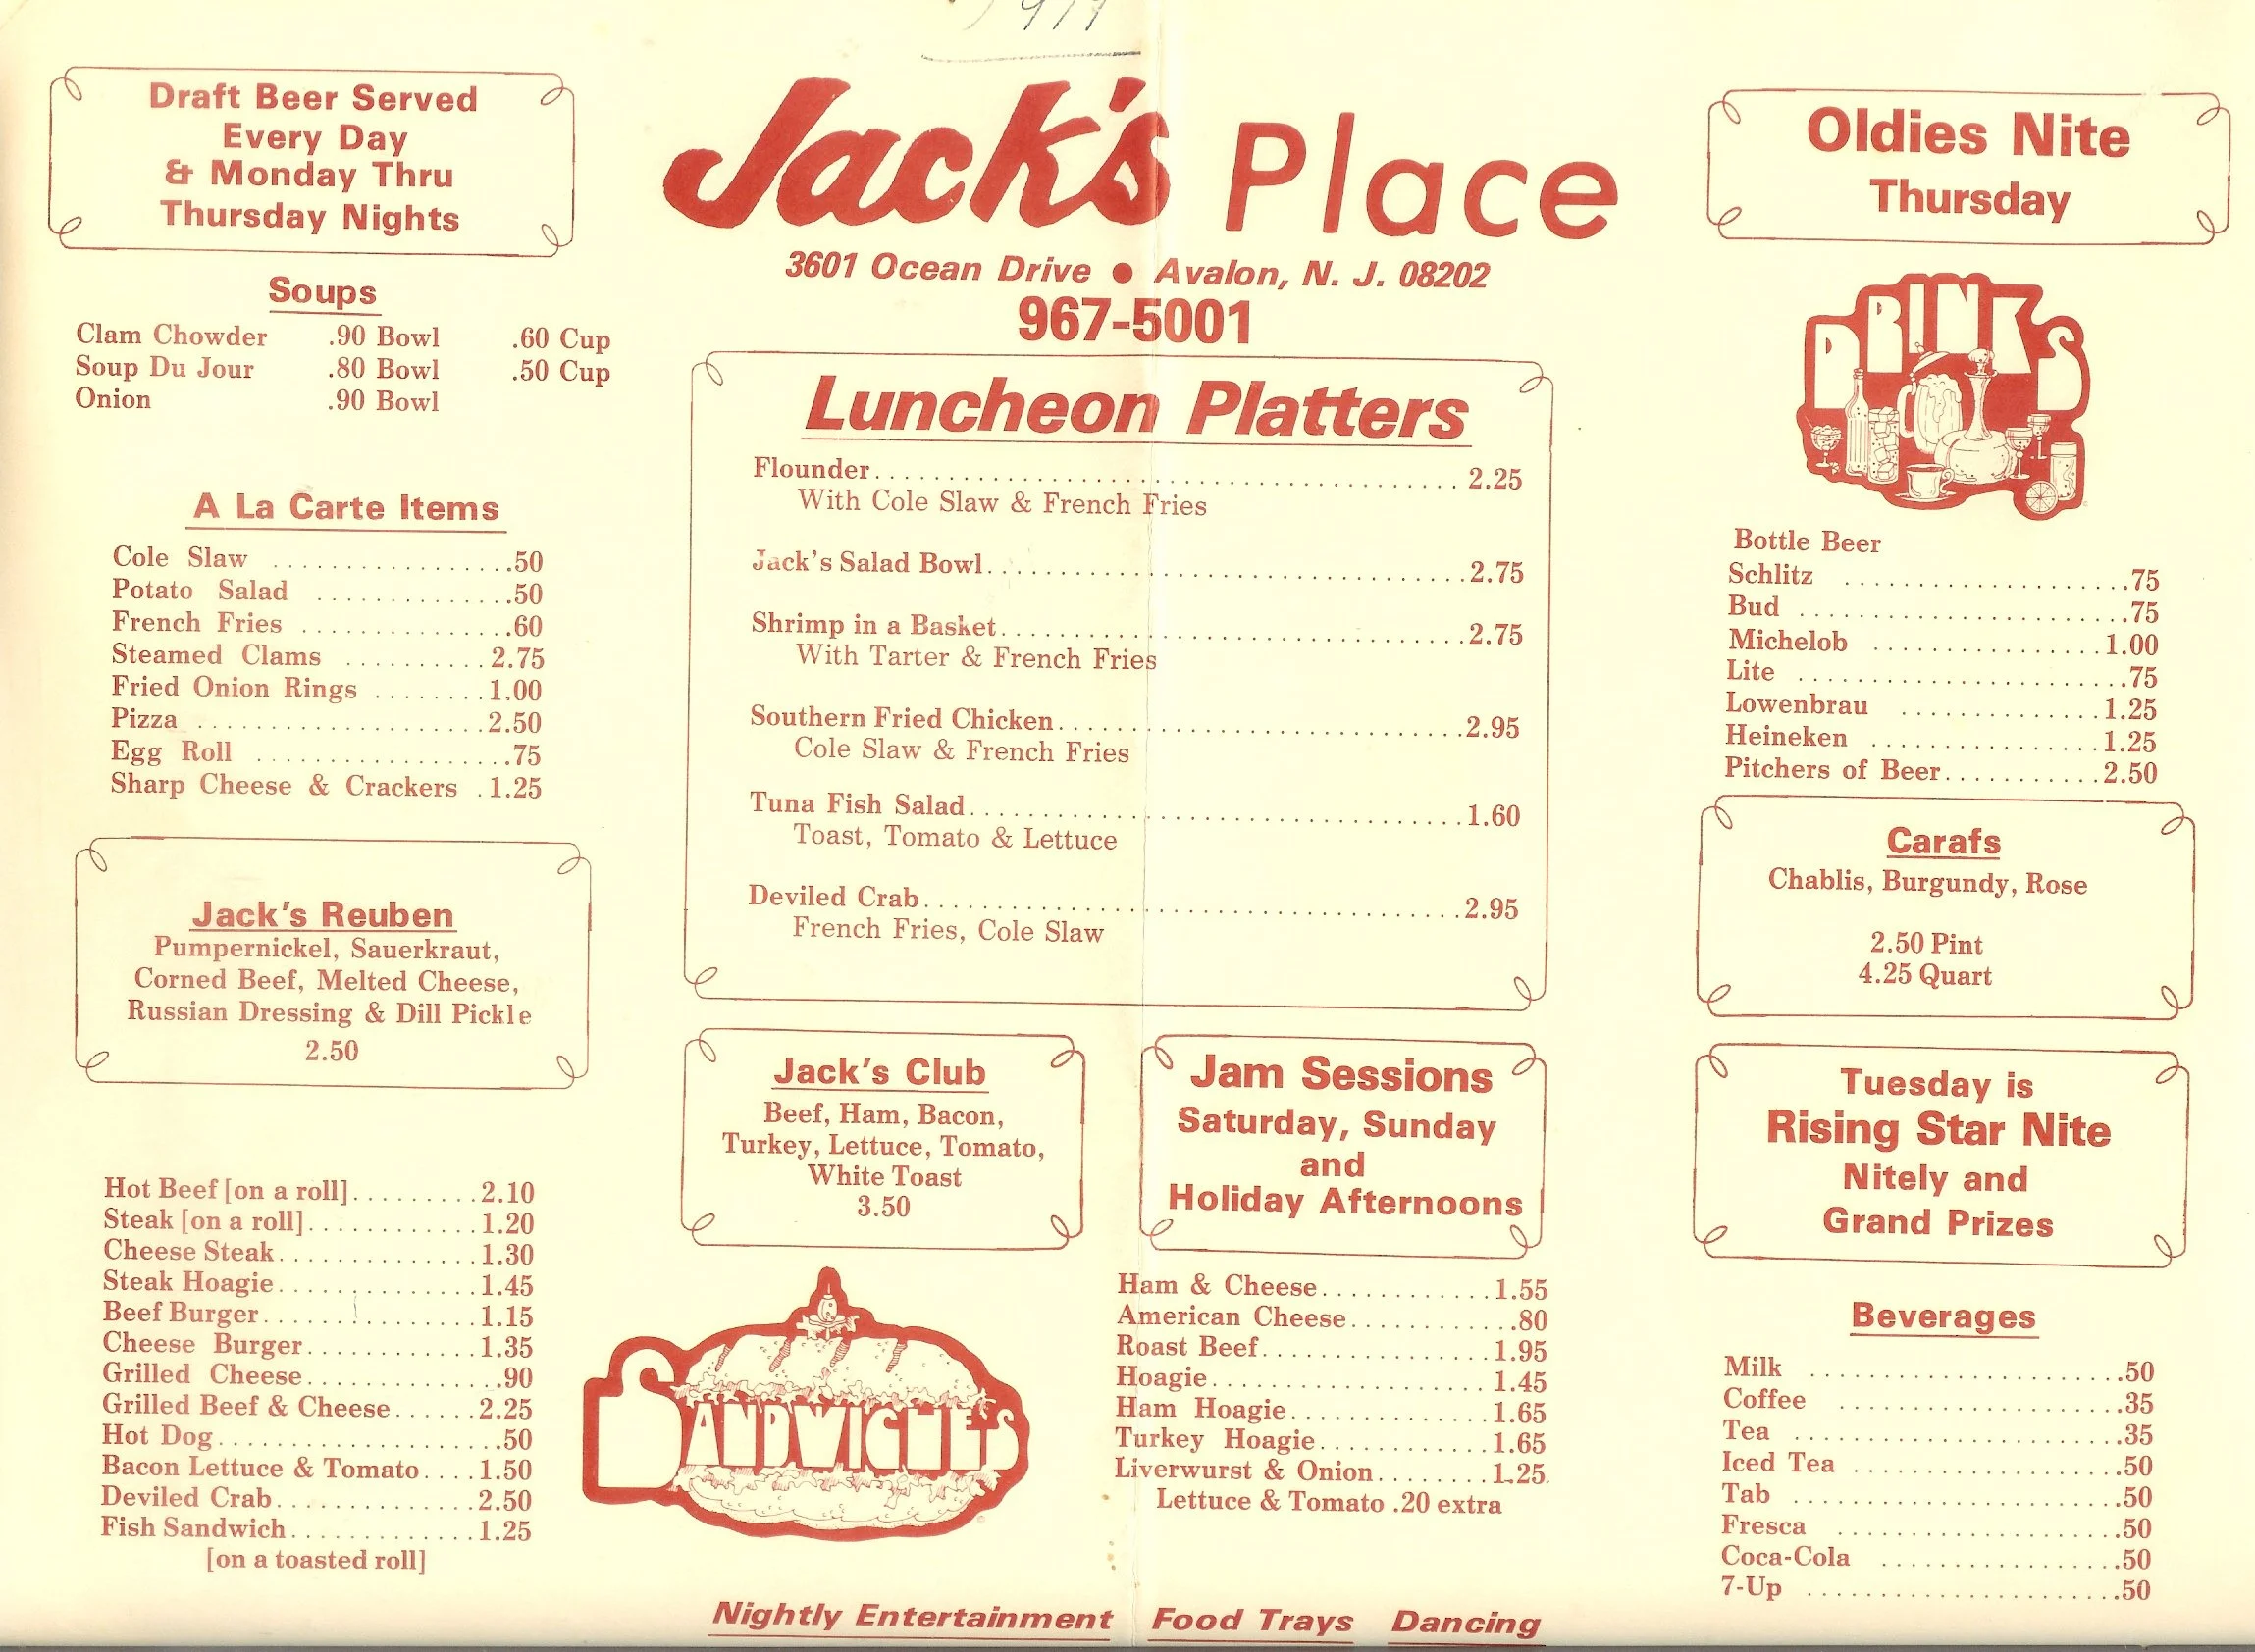 Draft Beer Served
Every Day
& Monday Thru
Thursday Nights
Soups
Clam Chowder .90 Bowl .60 Cup
Soup Du Jour .80 Bowl .50 Cup
Onion .90 Bowl
A La Carte Items
Cole Slaw .50
Potato Salad .50
French Fries .60
Steamed Clams 2.75
Fried Onion Rings 1.00
Pizza 2.50
Egg Roll .75
Sharp Cheese & Crackers 1.25
Jack's Reuben
Pumpernickel, Sauerkraut,
Corned Beef, Melted Cheese,
Russian Dressing & Dill Pickle
2.50
Hot Beef [on a roll] 2.10
Steak [on a roll] 1.20
Cheese Steak 1.30
Steak Hoagie 1.45
Beef Burger 1.15
Cheese Burger 1.35
Grilled Cheese .90
Grilled Beef & Cheese 2.25
Hot Dog .50
Bacon Lettuce & Tomato 1.50
Deviled Crab 2.50
Fish Sandwich 1.25
[on a toasted roll]
Jack's Place
3601 Ocean Drive ● Avalon, N. J. 08202
967-5001
Luncheon Platters
Flounder 2.25
With Cole Slaw & French Fries
Jack's Salad Bowl 2.75
Shrimp in a Basket 2.75
With Tarter & French Fries
Southern Fried Chicken 2.95
Cole Slaw & French Fries
Tuna Fish Salad 1.60
Toast, Tomato & Lettuce
Deviled Crab 2.95
French Fries, Cole Slaw
Jack's Club
Beef, Ham, Bacon,
Turkey, Lettuce, Tomato,
White Toast
3.50
Jam Sessions
Saturday, Sunday
and
Holiday Afternoons
SANDWICHES
Ham & Cheese 1.55
American Cheese .80
Roast Beef 1.95
Hoagie 1.45
Ham Hoagie 1.65
Turkey Hoagie 1.65
Liverwurst & Onion 1.25
Lettuce & Tomato .20 extra
Nightly Entertainment Food Trays Dancing
Oldies Nite
Thursday
DRINKS
Bottle Beer
Schlitz .75
Bud .75
Michelob 1.00
Lite .75
Lowenbrau 1.25
Heineken 1.25
Pitchers of Beer 2.50
Carafs
Chablis, Burgundy, Rose
2.50 Pint
4.25 Quart
Tuesday is
Rising Star Nite
Nitely and
Grand Prizes
Beverages
Milk .50
Coffee .35
Tea .35
Iced Tea .50
Tab .50
Fresca .50
Coca-Cola .50
7-Up .50